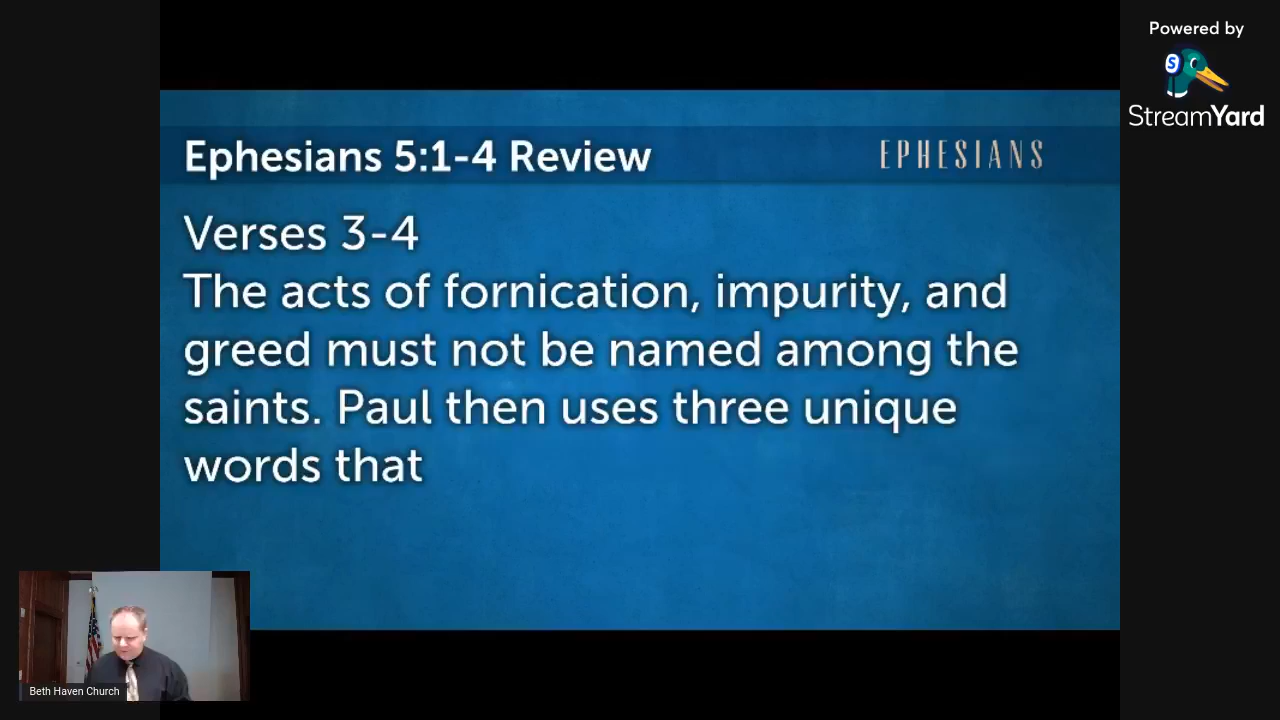 Powered by
S
StreamYard
Ephesians 5:1-4 Review
EPHESIANS
Verses 3-4
The acts of fornication, impurity, and
greed must not be named among the
saints. Paul then uses three unique
words that
Beth Haven Church